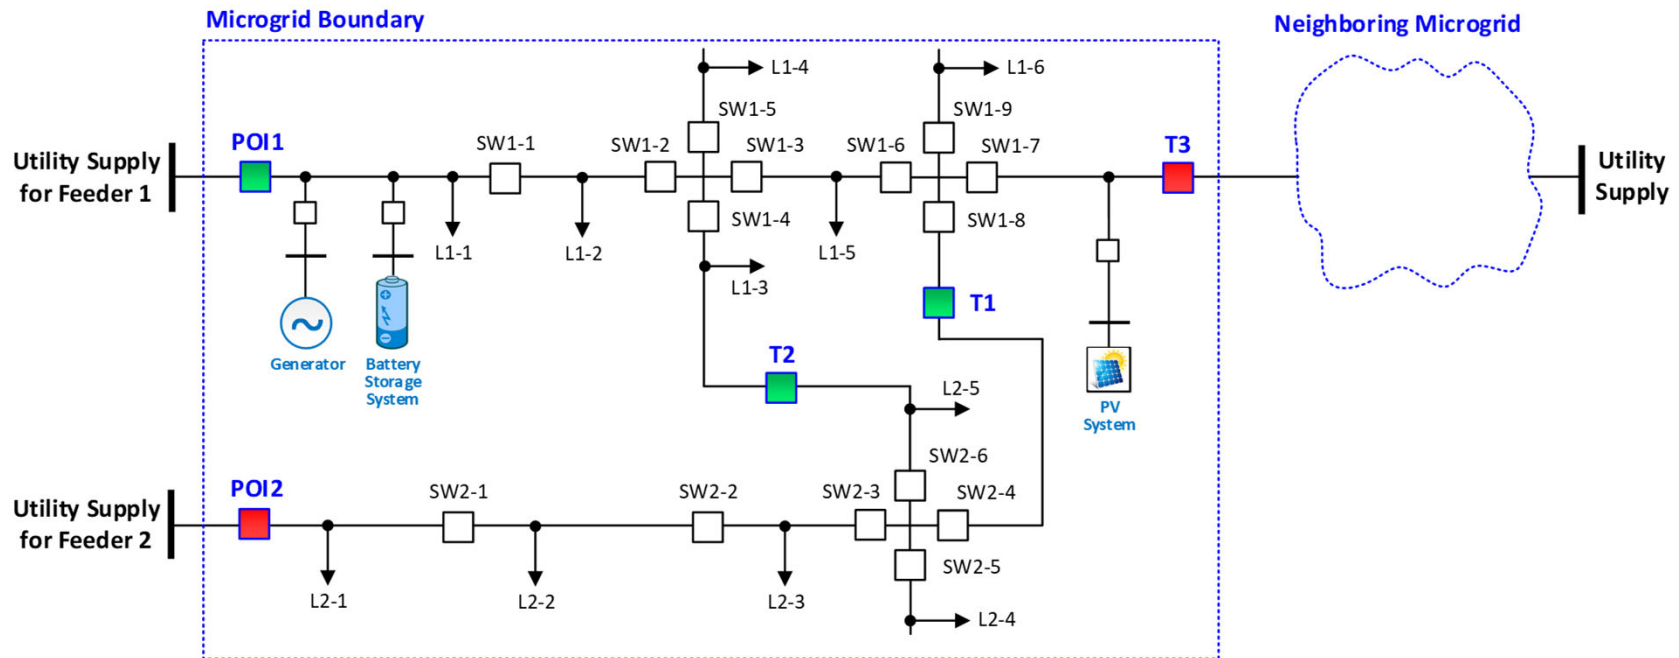 Microgrid Boundary
Neighboring Microgrid
L1-4
L1-6
SW1-5
SW1-9
POI1
SW1-1
SW1-2
SW1-3
SW1-6
SW1-7
T3
Utility Supply
for Feeder 1
Utility
Supply
SW1-4
SW1-8
L1-1
L1-2
L1-5
L1-3
T1
Generator
Battery
Storage
System
T2
L2-5
PV
System
SW2-6
POI2
SW2-1
SW2-2
SW2-3
SW2-4
Utility Supply
for Feeder 2
SW2-5
L2-1
L2-2
L2-3
L2-4